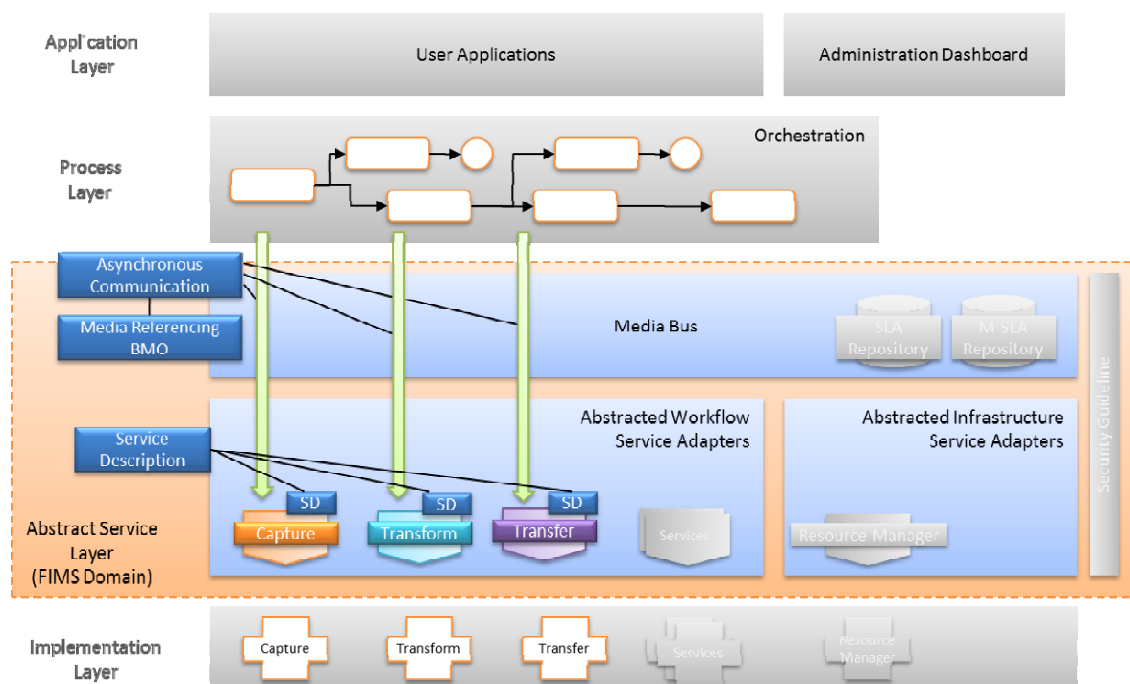 Application
Layer
User Applications
Administration Dashboard
Process
Layer
Orchestration
Asynchronous
Communication
Media Referencing
BMO
Media Bus
SLA
Repository
M-SLA
Repository
Security Guideline
Service
Description
Abstracted Workflow
Service Adapters
Abstracted Infrastructure
Service Adapters
SD
SD
SD
Capture
Transform
Transfer
Services
Resource Manager
Abstract Service
Layer
(FIMS Domain)
Implementation
Layer
Capture
Transform
Transfer
Services
Resource
Manager